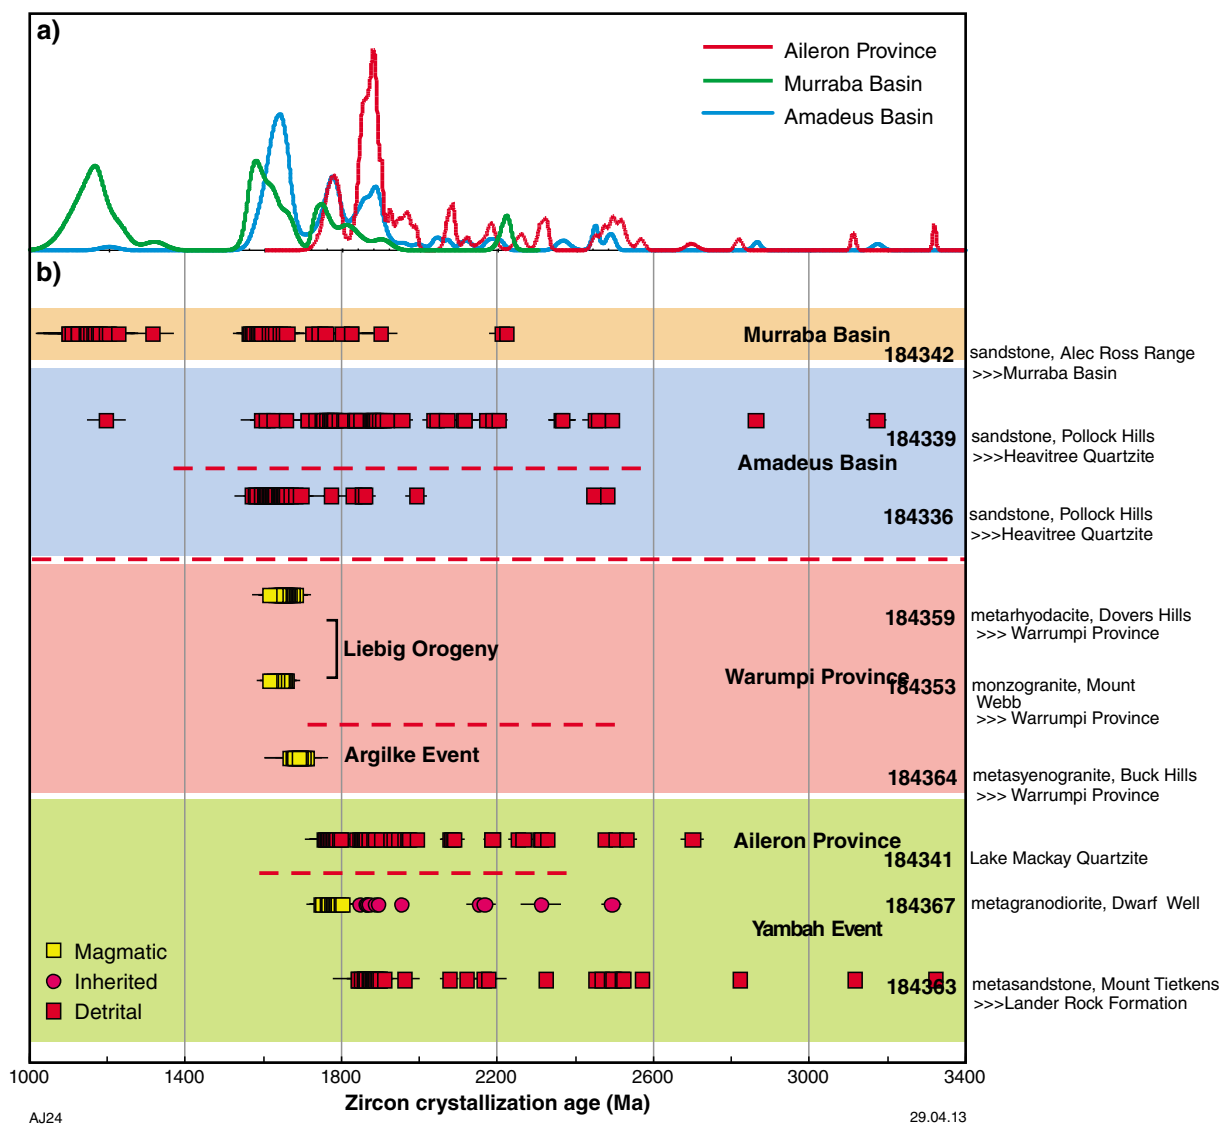 a)
Aileron Province
Murraba Basin
Amadeus Basin
b)
Murraba Basin
184342
sandstone, Alec Ross Range
>>>Murraba Basin
184339
sandstone, Pollock Hills
>>>Heavitree Quartzite
Amadeus Basin
184336
sandstone, Pollock Hills
>>>Heavitree Quartzite
184359
metarhyodacite, Dovers Hills
>>> Warrumpi Province
Liebig Orogeny
Warumpi Province
184353
monzogranite, Mount
Webb
>>> Warrumpi Province
Argilke Event
184364
metasyenogranite, Buck Hills
>>> Warrumpi Province
Aileron Province
184341
Lake Mackay Quartzite
184367
metagranodiorite, Dwarf Well
Yambah Event
Magmatic
Inherited
Detrital
184363
metasandstone, Mount Tietkens
>>>Lander Rock Formation
1000 1400 1800 2200 2600 3000 3400
Zircon crystallization age (Ma)
AJ24
29.04.13